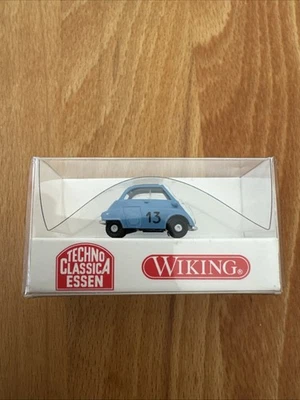 13
TECHNO
CLASSICA
ESSEN
WIKING®